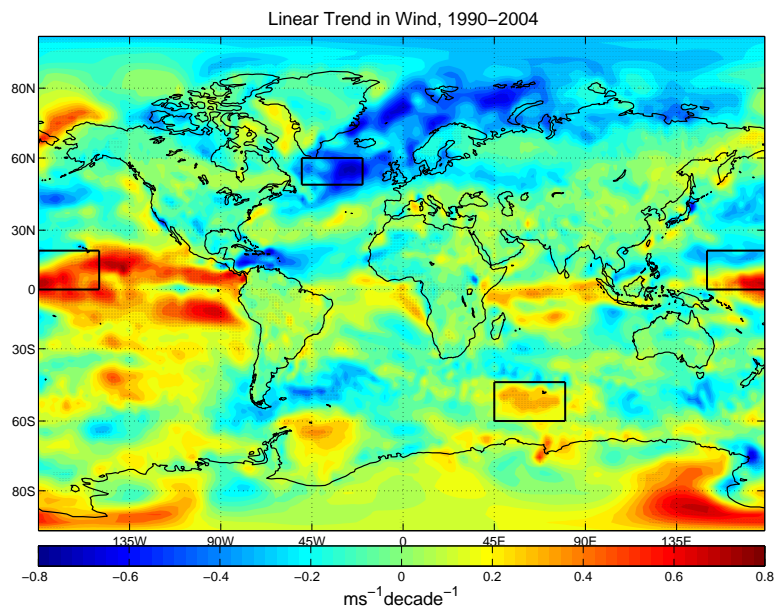 Linear Trend in Wind, 1990−2004
80N
60N
30N
0
30S
60S
80S
135W 90W 45W 0 45E 90E 135E
−0.8 −0.6 −0.4 −0.2 0 0.2 0.4 0.6 0.8
ms⁻¹decade⁻¹